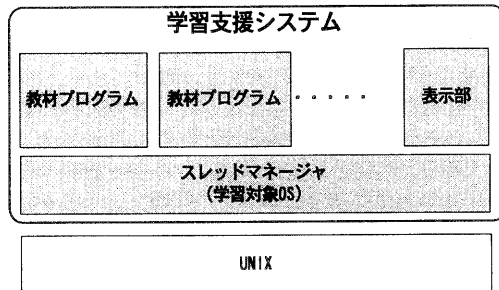 学習支援システム
教材プログラム
教材プログラム
・・・・・
表示部
スレッドマネージャ
(学習対象OS)
UNIX